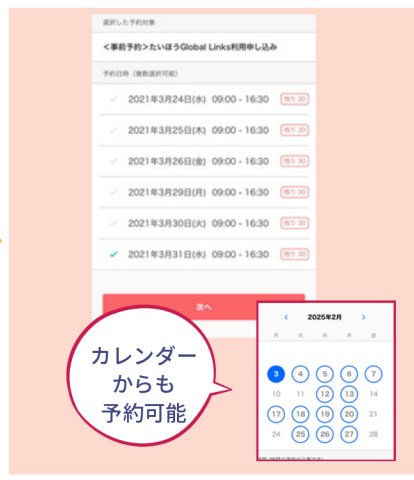 選択した予約対象
＜事前予約＞たいほうGlobal Links利用申し込み
予約日時（複数選択可能）
2021年3月24日(水) 09:00 - 16:30 残り 30
2021年3月25日(木) 09:00 - 16:30 残り 30
2021年3月26日(金) 09:00 - 16:30 残り 30
2021年3月29日(月) 09:00 - 16:30 残り 30
2021年3月30日(火) 09:00 - 16:30 残り 30
2021年3月31日(水) 09:00 - 16:30 残り 30
次へ
カレンダー
からも
予約可能
2025年2月
月 火 水 木 金
3 4 5 6 7
10 11 12 13 14
17 18 19 20 21
24 25 26 27 28